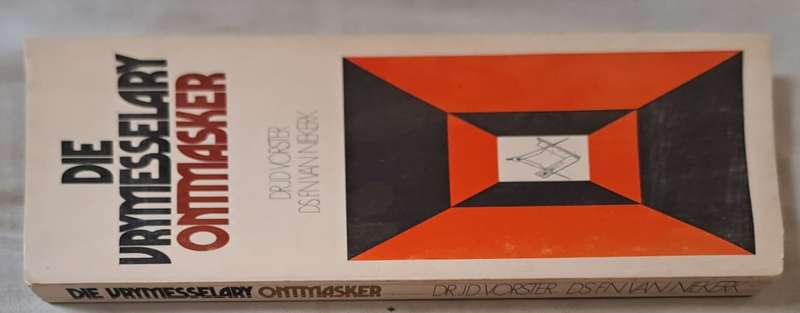 DIE
VRYMESSELARY
ONTMASKER
DR. J.D. VORSTER
DS. F.N. VAN NIEKERK
DIE VRYMESSELARY ONTMASKER DR. J.D. VORSTER DS. F.N. VAN NIEKERK